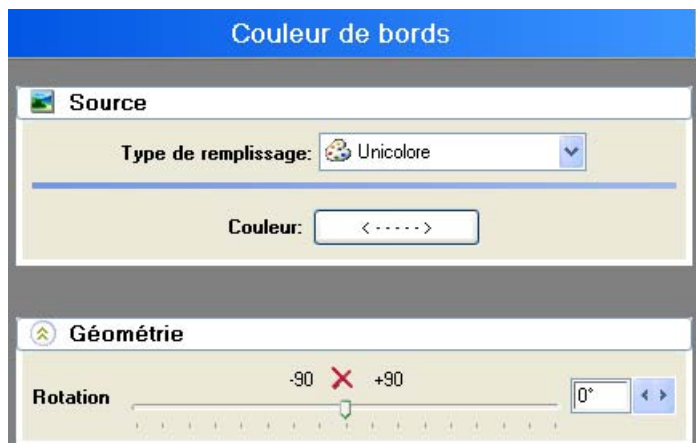 Couleur de bords
Source
Type de remplissage: Unicolore
Couleur: <----->
Géométrie
-90 +90
Rotation 0°